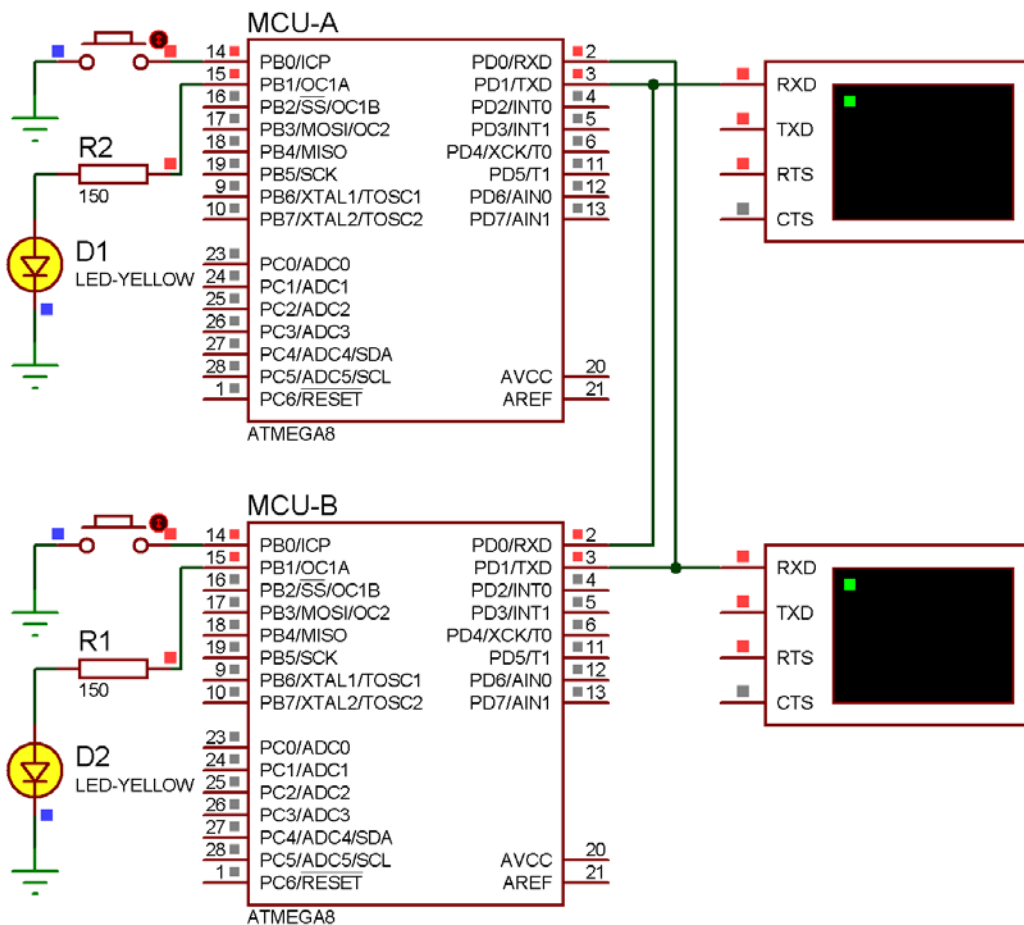 MCU-A
14 PB0/ICP PD0/RXD 2
15 PB1/OC1A PD1/TXD 3 RXD
16 PB2/SS/OC1B PD2/INT0 4
17 PB3/MOSI/OC2 PD3/INT1 5 TXD
R2 18 PB4/MISO PD4/XCK/T0 6
19 PB5/SCK PD5/T1 11 RTS
150 9 PB6/XTAL1/TOSC1 PD6/AIN0 12
10 PB7/XTAL2/TOSC2 PD7/AIN1 13 CTS
D1
23 PC0/ADC0
LED-YELLOW 24 PC1/ADC1
25 PC2/ADC2
26 PC3/ADC3
27 PC4/ADC4/SDA
28 PC5/ADC5/SCL AVCC 20
1 PC6/RESET AREF 21
ATMEGA8
MCU-B
14 PB0/ICP PD0/RXD 2
15 PB1/OC1A PD1/TXD 3 RXD
16 PB2/SS/OC1B PD2/INT0 4
17 PB3/MOSI/OC2 PD3/INT1 5 TXD
R1 18 PB4/MISO PD4/XCK/T0 6
19 PB5/SCK PD5/T1 11 RTS
150 9 PB6/XTAL1/TOSC1 PD6/AIN0 12
10 PB7/XTAL2/TOSC2 PD7/AIN1 13 CTS
D2 23 PC0/ADC0
24 PC1/ADC1
LED-YELLOW 25 PC2/ADC2
26 PC3/ADC3
27 PC4/ADC4/SDA
28 PC5/ADC5/SCL AVCC 20
1 PC6/RESET AREF 21
ATMEGA8